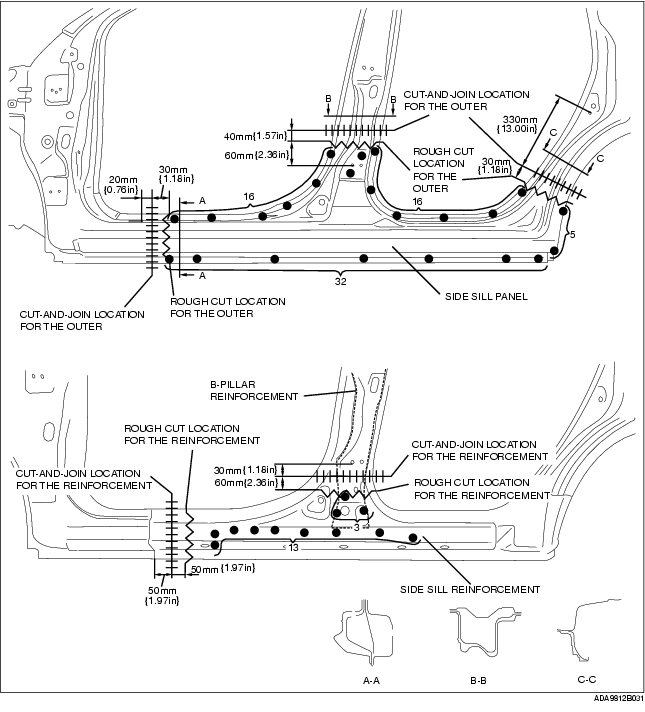 B B
CUT-AND-JOIN LOCATION
FOR THE OUTER
330mm
{13.00in}
40mm{1.57in}
60mm{2.36in}
C
C
ROUGH CUT
LOCATION
FOR THE
OUTER
30mm
{1.18in}
20mm
{0.76in}
30mm
{1.18in}
A
16
16
5
A
32
SIDE SILL PANEL
ROUGH CUT LOCATION
FOR THE OUTER
CUT-AND-JOIN LOCATION
FOR THE OUTER
B-PILLAR
REINFORCEMENT
ROUGH CUT LOCATION
FOR THE REINFORCEMENT
CUT-AND-JOIN LOCATION
FOR THE REINFORCEMENT
30mm{1.18in}
60mm{2.36in}
CUT-AND-JOIN LOCATION
FOR THE REINFORCEMENT
ROUGH CUT LOCATION
FOR THE REINFORCEMENT
3
13
50mm{1.97in}
50mm
{1.97in}
SIDE SILL REINFORCEMENT
A-A
B-B
C-C
ADA9812B031